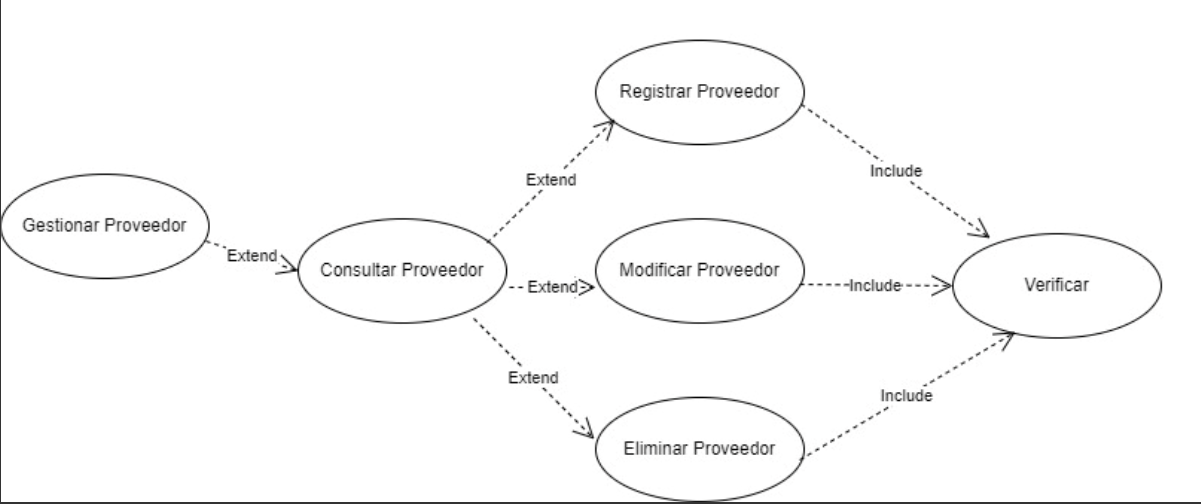 Registrar Proveedor
Extend
Include
Gestionar Proveedor
Extend
Consultar Proveedor
Extend
Modificar Proveedor
Include
Verificar
Extend
Include
Eliminar Proveedor